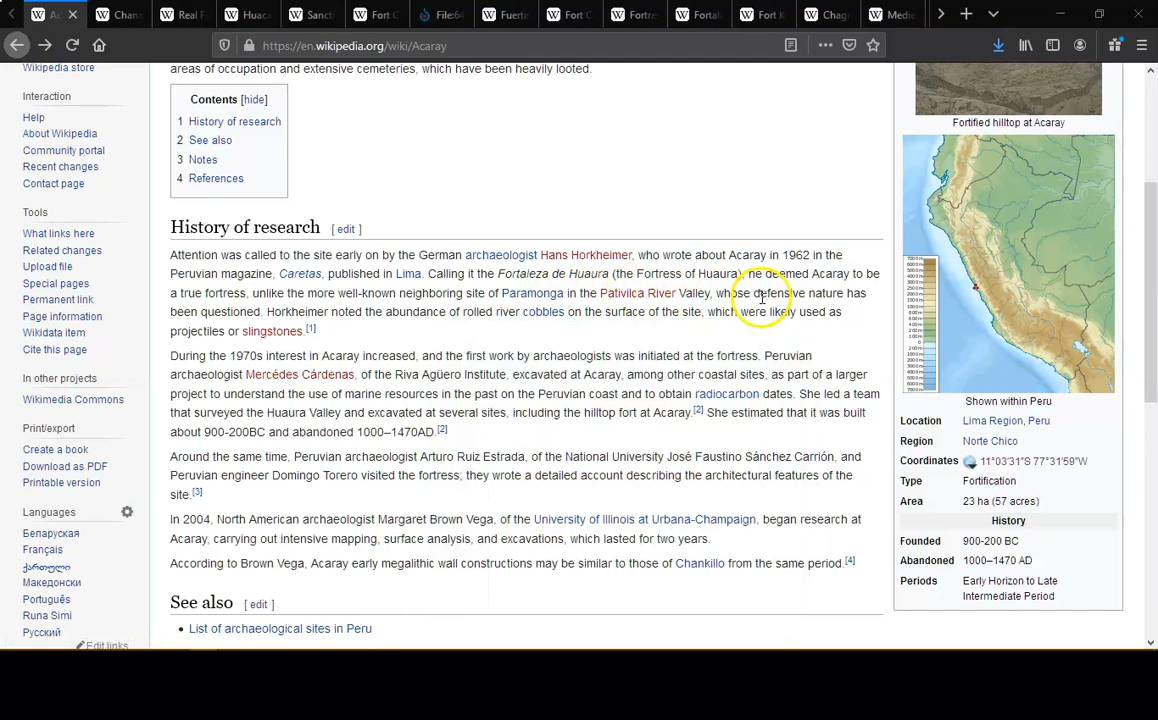 Ac
Chan
Real F
Huaca
Sancti
Fort C
File:64
Fuerte
Fort C
Fortre
Fortal
Fort K
Chag
Medie
https://en.wikipedia.org/wiki/Acaray
Wikipedia store
Interaction
Help
About Wikipedia
Community portal
Recent changes
Contact page
Tools
What links here
Related changes
Upload file
Special pages
Permanent link
Page information
Wikidata item
Cite this page
In other projects
Wikimedia Commons
Print/export
Create a book
Download as PDF
Printable version
Languages
Беларуская
Français
ქართული
Македонски
Português
Runa Simi
Русский
Edit links
areas of occupation and extensive cemeteries, which have been heavily looted.
Contents [hide]
1 History of research
2 See also
3 Notes
4 References
History of research [ edit ]
Attention was called to the site early on by the German archaeologist Hans Horkheimer, who wrote about Acaray in 1962 in the
Peruvian magazine, Caretas, published in Lima. Calling it the Fortaleza de Huaura (the Fortress of Huaura), he deemed Acaray to be
a true fortress, unlike the more well-known neighboring site of Paramonga in the Pativilca River Valley, whose defensive nature has
been questioned. Horkheimer noted the abundance of rolled river cobbles on the surface of the site, which were likely used as
projectiles or slingstones.[1]
During the 1970s interest in Acaray increased, and the first work by archaeologists was initiated at the fortress. Peruvian
archaeologist Mercédes Cárdenas, of the Riva Agüero Institute, excavated at Acaray, among other coastal sites, as part of a larger
project to understand the use of marine resources in the past on the Peruvian coast and to obtain radiocarbon dates. She led a team
that surveyed the Huaura Valley and excavated at several sites, including the hilltop fort at Acaray.[2] She estimated that it was built
about 900-200BC and abandoned 1000–1470AD.[2]
Around the same time, Peruvian archaeologist Arturo Ruiz Estrada, of the National University José Faustino Sánchez Carrión, and
Peruvian engineer Domingo Torero visited the fortress; they wrote a detailed account describing the architectural features of the
site.[3]
In 2004, North American archaeologist Margaret Brown Vega, of the University of Illinois at Urbana-Champaign, began research at
Acaray, carrying out intensive mapping, surface analysis, and excavations, which lasted for two years.
According to Brown Vega, Acaray early megalithic wall constructions may be similar to those of Chankillo from the same period.[4]
See also [ edit ]
• List of archaeological sites in Peru
Fortified hilltop at Acaray
Shown within Peru
Location Lima Region, Peru
Region Norte Chico
Coordinates 11°03′31″S 77°31′59″W
Type Fortification
Area 23 ha (57 acres)
History
Founded 900-200 BC
Abandoned 1000–1470 AD
Periods Early Horizon to Late
Intermediate Period